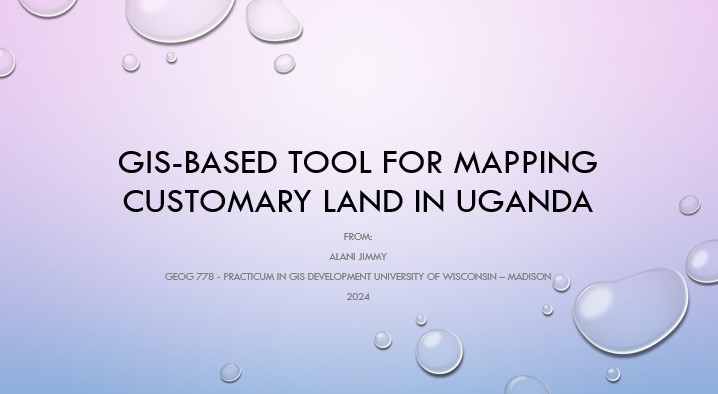 GIS-BASED TOOL FOR MAPPING
CUSTOMARY LAND IN UGANDA
FROM:
ALANI JIMMY
GEOG 778 - PRACTICUM IN GIS DEVELOPMENT UNIVERSITY OF WISCONSIN – MADISON
2024